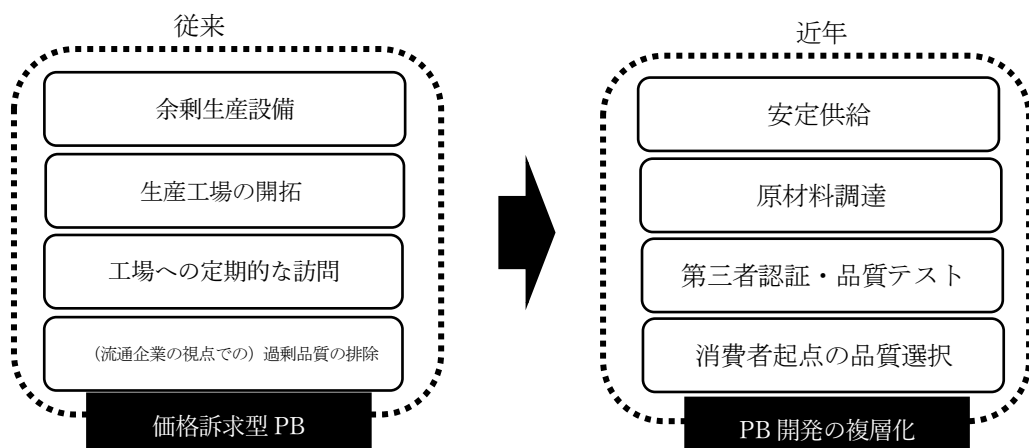 従来
余剰生産設備
生産工場の開拓
工場への定期的な訪問
（流通企業の視点での）過剰品質の排除
価格訴求型 PB
近年
安定供給
原材料調達
第三者認証・品質テスト
消費者起点の品質選択
PB 開発の複層化